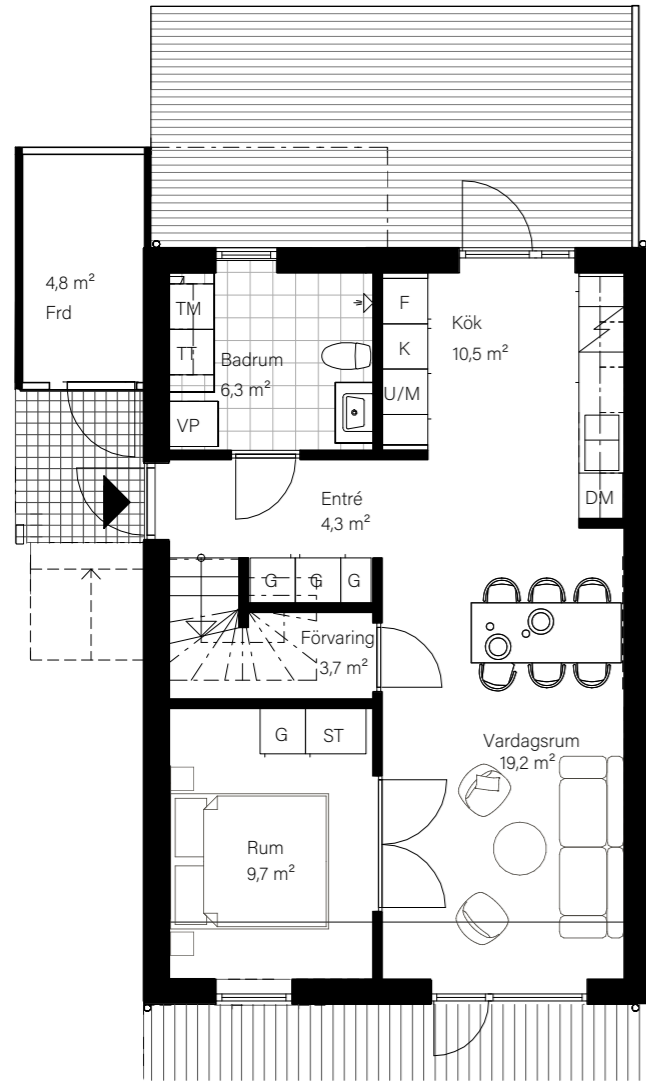 4,8 m²
Frd
TM
TT
VP
Badrum
6,3 m²
F
K
U/M
Kök
10,5 m²
DM
Entré
4,3 m²
G
G
G
Förvaring
3,7 m²
G
ST
Vardagsrum
19,2 m²
Rum
9,7 m²